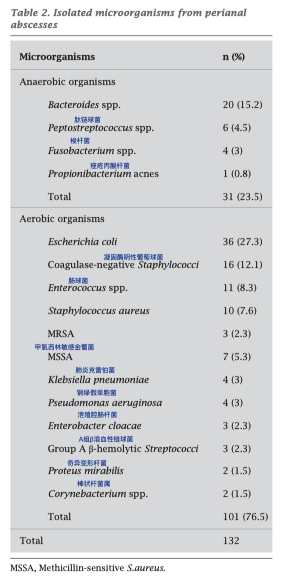 Table 2. Isolated microorganisms from perianal
abscesses
Microorganisms n (%)
Anaerobic organisms
Bacteroides spp. 20 (15.2)
肽链球菌
Peptostreptococcus spp. 6 (4.5)
梭杆菌
Fusobacterium spp. 4 (3)
痤疮丙酸杆菌
Propionibacterium acnes 1 (0.8)
Total 31 (23.5)
Aerobic organisms
Escherichia coli 36 (27.3)
凝固酶阴性葡萄球菌
Coagulase-negative Staphylococci 16 (12.1)
肠球菌
Enterococcus spp. 11 (8.3)
Staphylococcus aureus 10 (7.6)
MRSA 3 (2.3)
甲氧西林敏感金葡菌
MSSA 7 (5.3)
肺炎克雷伯菌
Klebsiella pneumoniae 4 (3)
铜绿假单胞菌
Pseudomonas aeruginosa 4 (3)
泄殖腔肠杆菌
Enterobacter cloacae 3 (2.3)
A组β溶血性链球菌
Group A β-hemolytic Streptococci 3 (2.3)
奇异变形杆菌
Proteus mirabilis 2 (1.5)
棒状杆菌属
Corynebacterium spp. 2 (1.5)
Total 101 (76.5)
Total 132
MSSA, Methicillin-sensitive S.aureus.